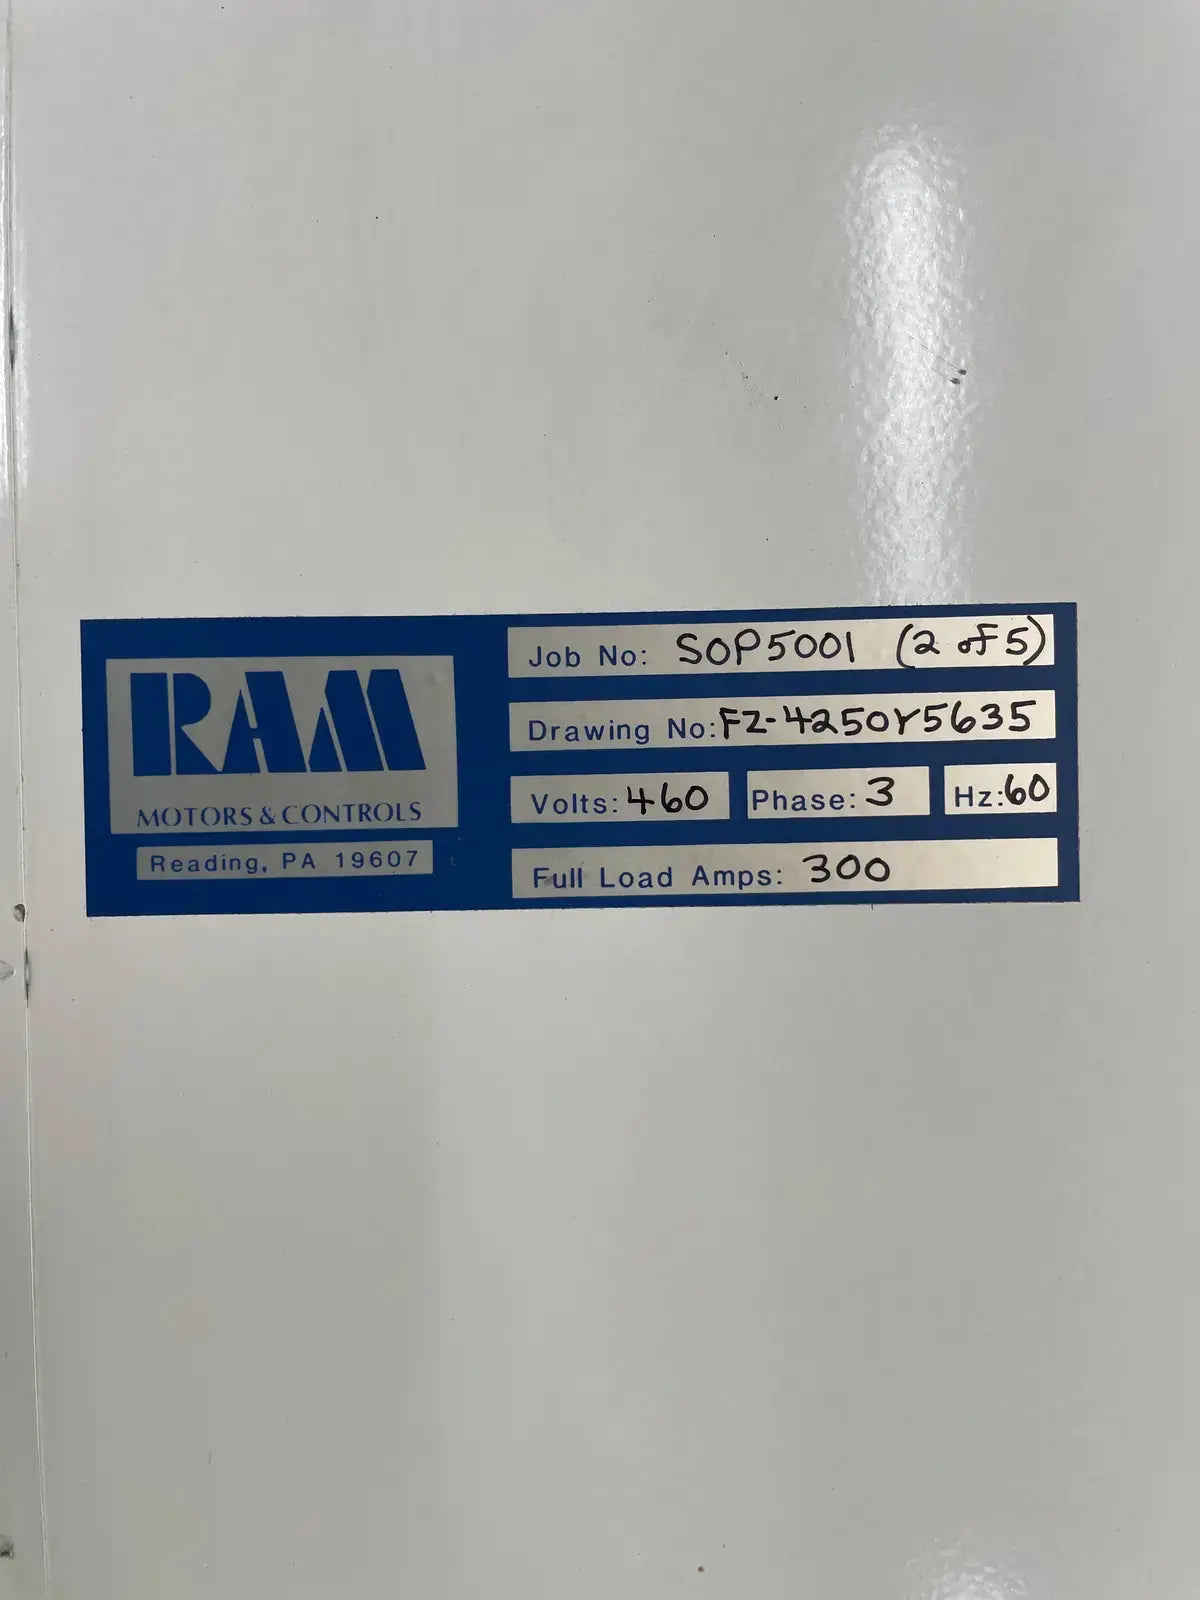 RAM
MOTORS & CONTROLS
Reading, PA 19607
Job No: SOP5001 (2 of 5)
Drawing No: FZ-4250Y5635
Volts: 460 Phase: 3 Hz: 60
Full Load Amps: 300